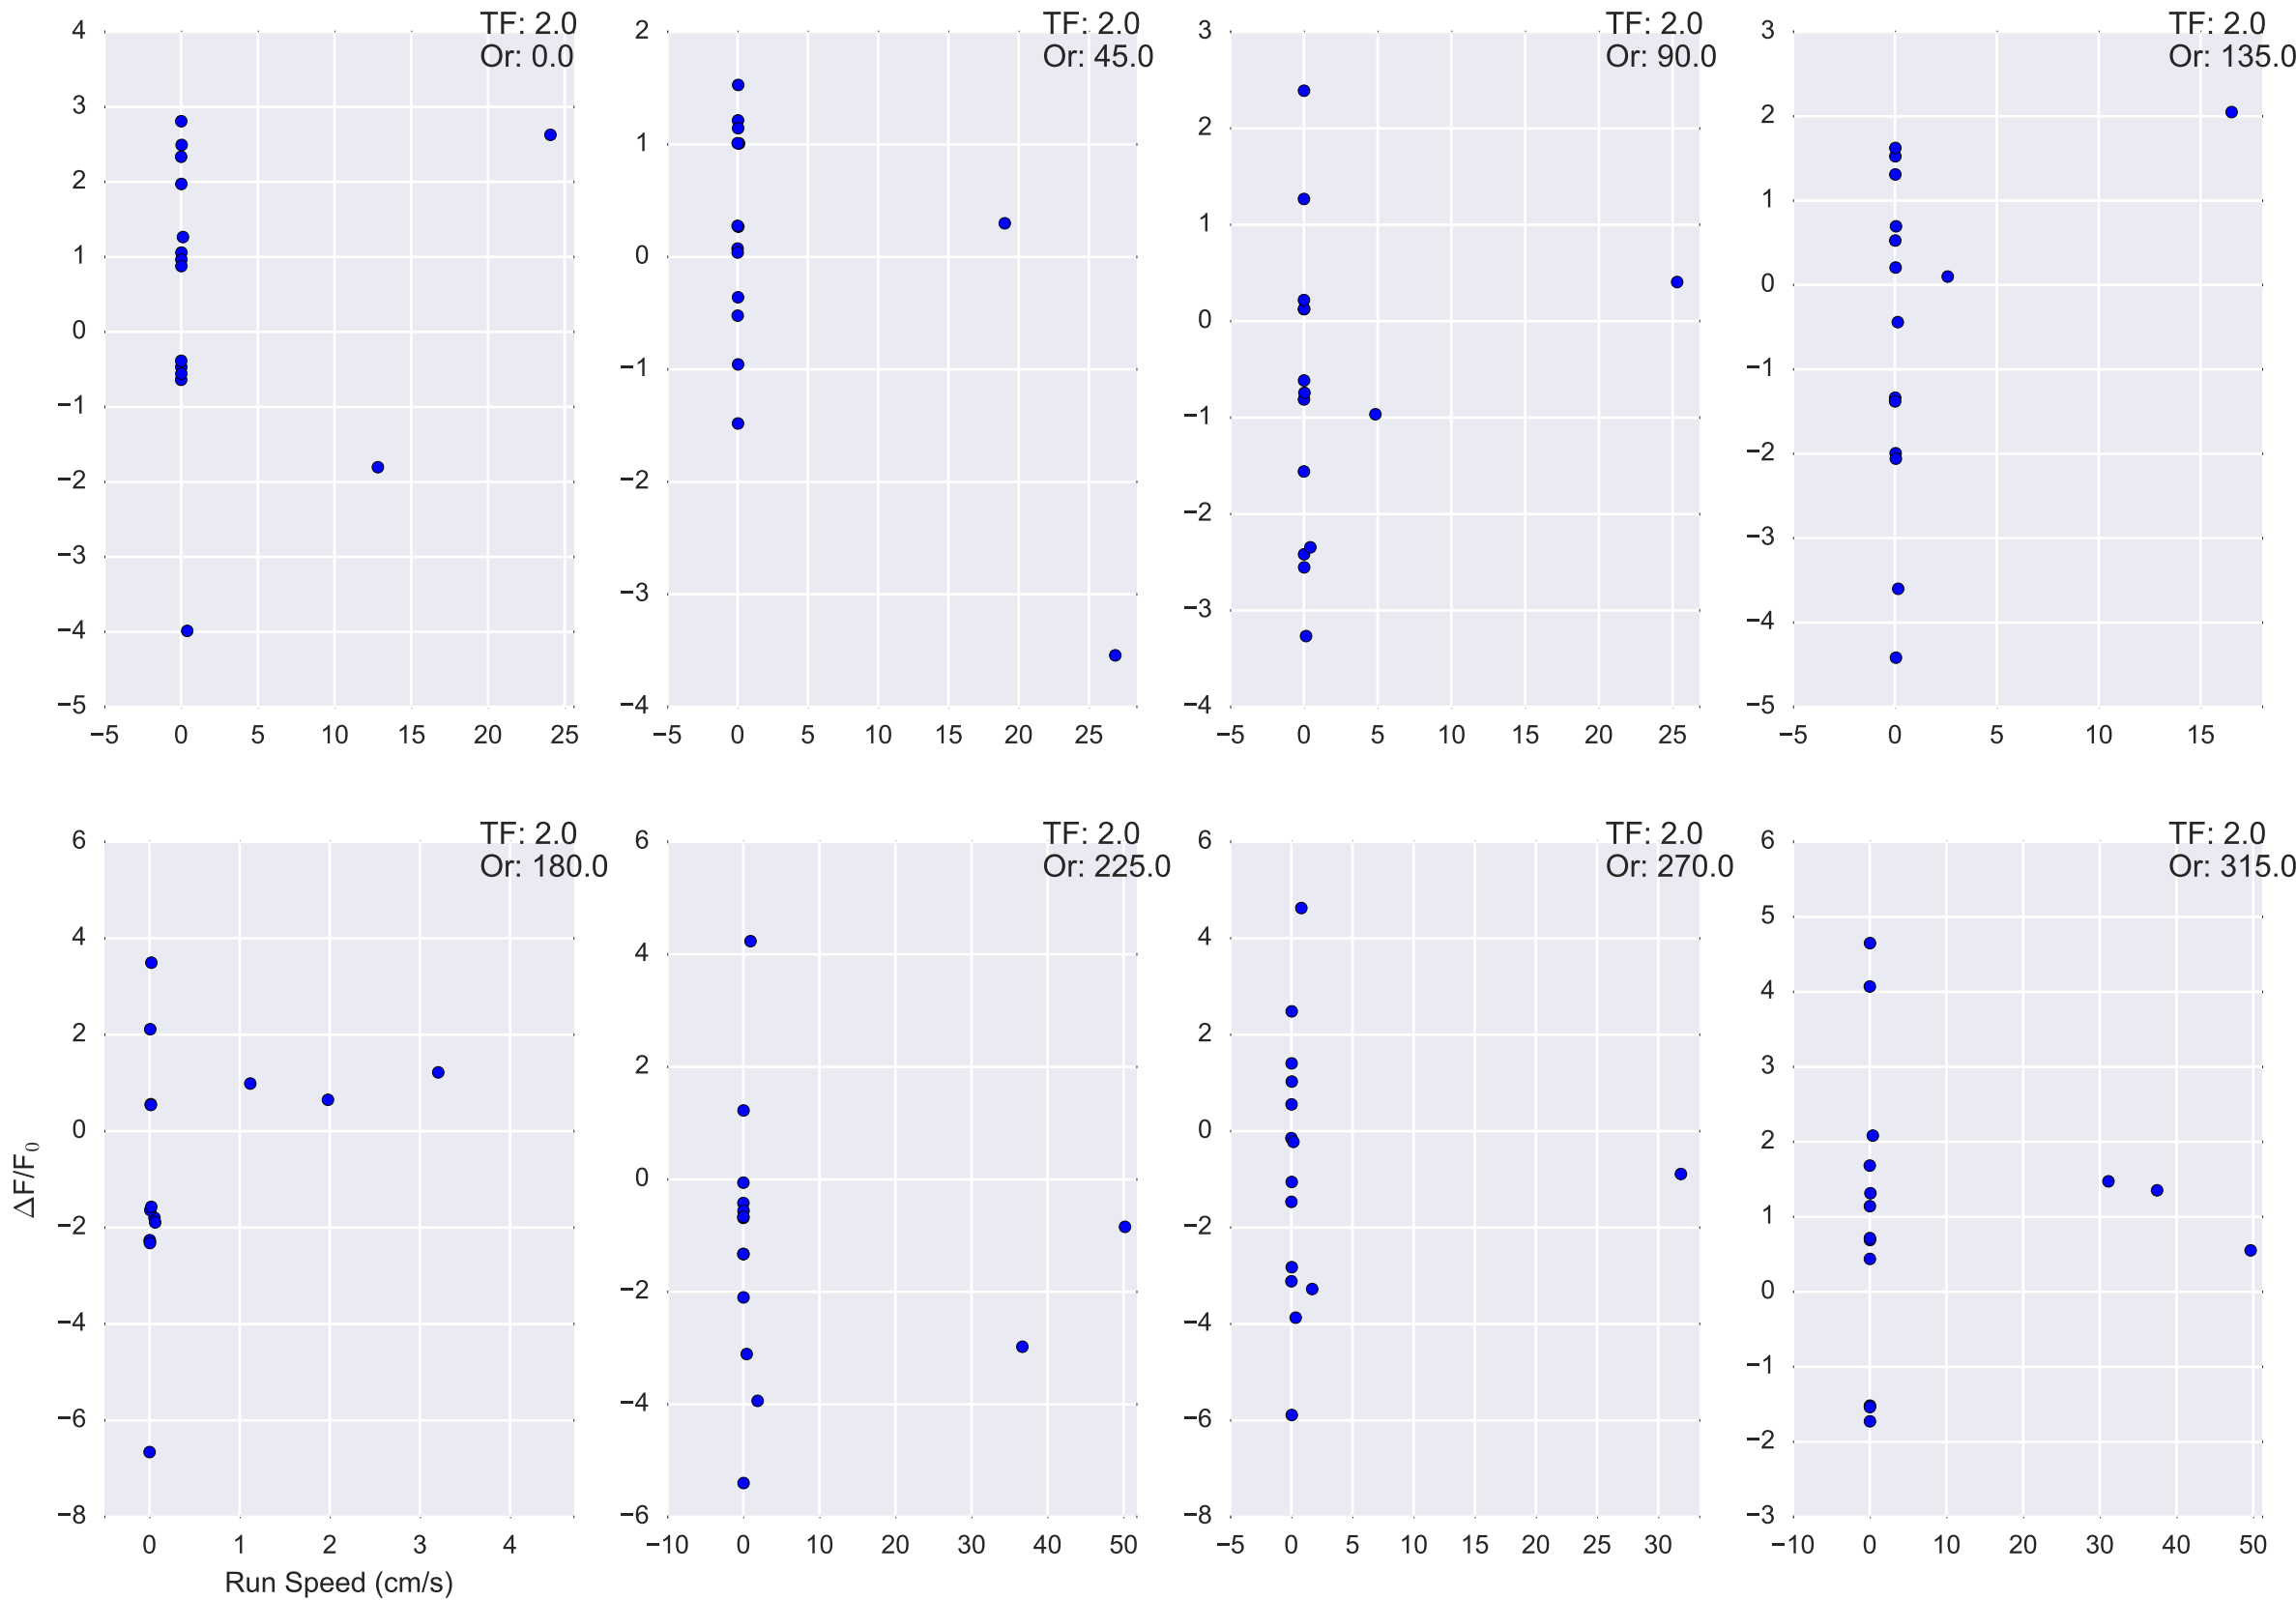 TF: 2.0
Or: 0.0
4
3
2
1
0
−1
−2
−3
−4
−5
−5 0 5 10 15 20 25
TF: 2.0
Or: 45.0
2
1
0
−1
−2
−3
−4
−5 0 5 10 15 20 25
TF: 2.0
Or: 90.0
3
2
1
0
−1
−2
−3
−4
−5 0 5 10 15 20 25
TF: 2.0
Or: 135.0
3
2
1
0
−1
−2
−3
−4
−5
−5 0 5 10 15
TF: 2.0
Or: 180.0
6
4
2
0
−2
−4
−6
−8
ΔF/F₀
0 1 2 3 4
Run Speed (cm/s)
TF: 2.0
Or: 225.0
6
4
2
0
−2
−4
−6
−10 0 10 20 30 40 50
TF: 2.0
Or: 270.0
6
4
2
0
−2
−4
−6
−8
−5 0 5 10 15 20 25 30
TF: 2.0
Or: 315.0
6
5
4
3
2
1
0
−1
−2
−3
−10 0 10 20 30 40 50